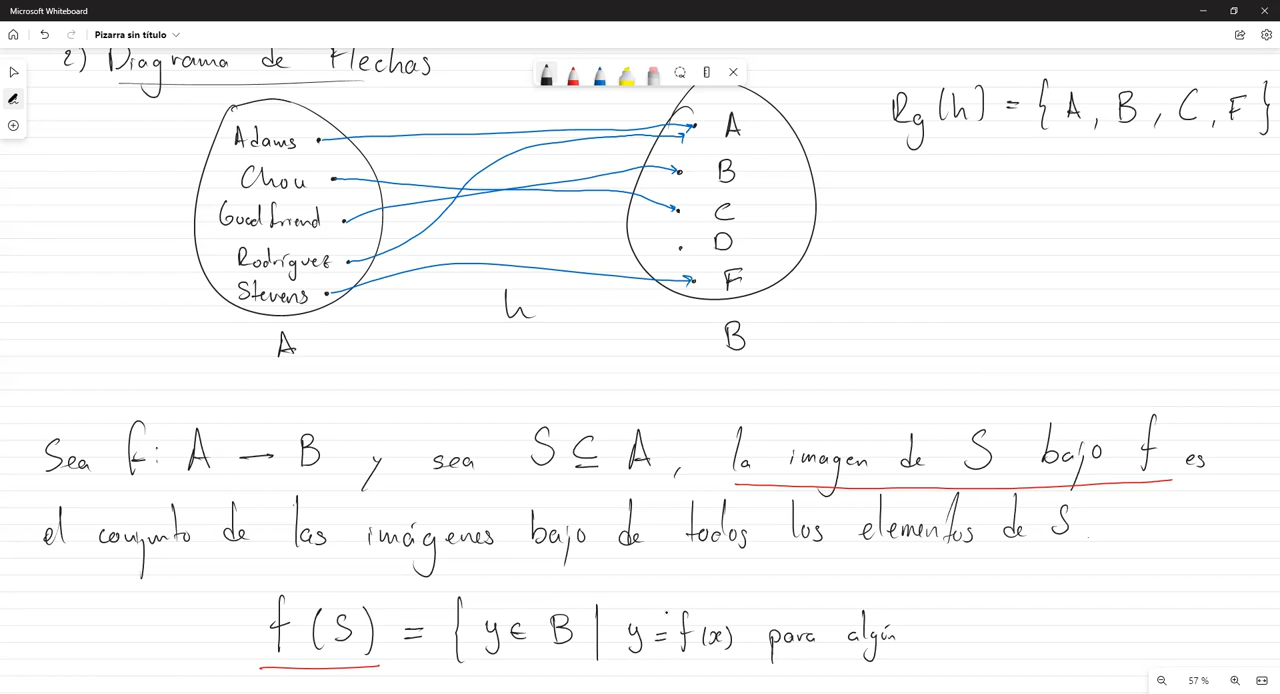 Microsoft Whiteboard
Pizarra sin título
2) Diagrama de Flechas
Adams
Chou
Goodfriend
Rodríguez
Stevens
A
h
A
B
C
D
F
B
Rg(h) = { A, B, C, F }
Sea f: A → B y sea S ⊆ A, la imagen de S bajo f es
el conjunto de las imágenes bajo de todos los elementos de S.
f(S) = { y ∈ B | y = f(x) para algún
57 %